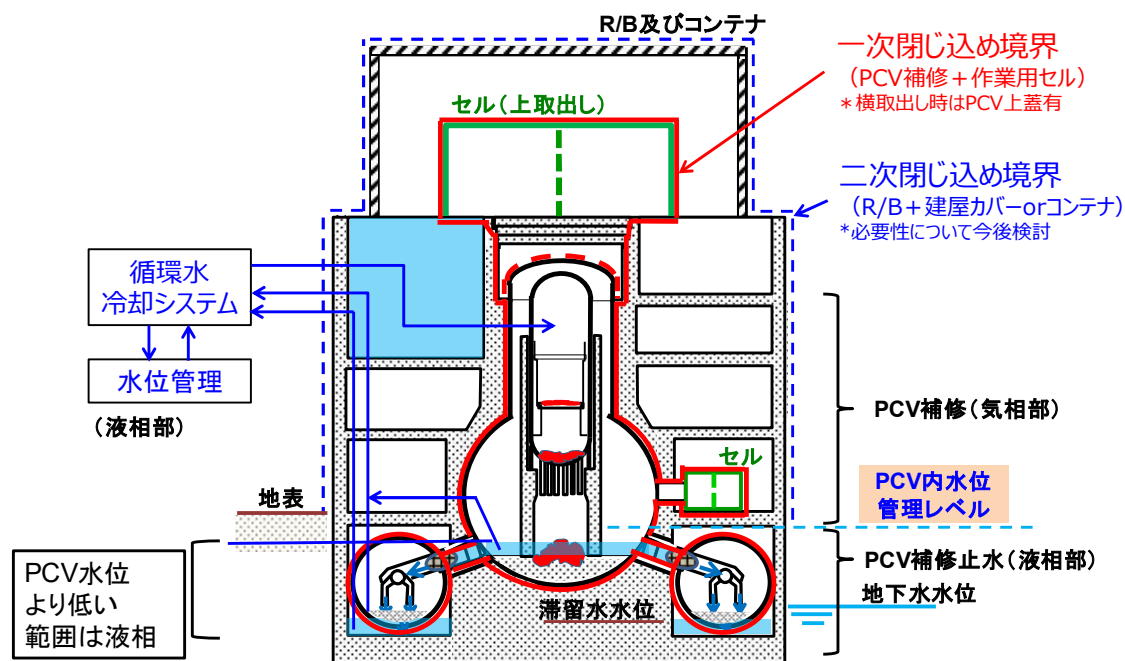 R/B及びコンテナ
一次閉じ込め境界
（PCV補修＋作業用セル）
＊横取出し時はPCV上蓋有
セル（上取出し）
二次閉じ込め境界
（R/B＋建屋カバーorコンテナ）
*必要性について今後検討
循環水
冷却システム
水位管理
（液相部）
PCV補修（気相部）
セル
PCV内水位
管理レベル
地表
PCV水位
より低い
範囲は液相
PCV補修止水（液相部）
地下水水位
滞留水水位